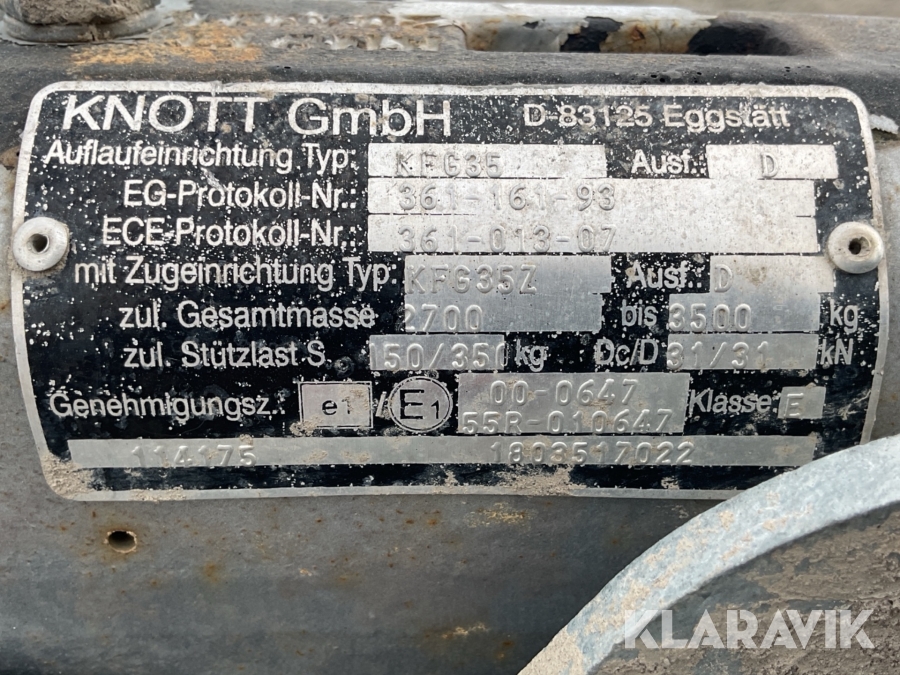 KNOTT GmbH D-83125 Eggstätt
Auflaufeinrichtung Typ: KFG35 Ausf.: D
EG-Protokoll-Nr.: 361-161-93
ECE-Protokoll-Nr.: 361-013-07
mit Zugeinrichtung Typ: KFG35Z Ausf.: D
zul. Gesamtmasse 2700 bis 3500 kg
zul. Stützlast S 150/350 kg Dc/D 31/31 kN
Genehmigungsz.: e1 / E1 00-0647
55R-010647 Klasse E
114175 1803517022
KLARAVIK